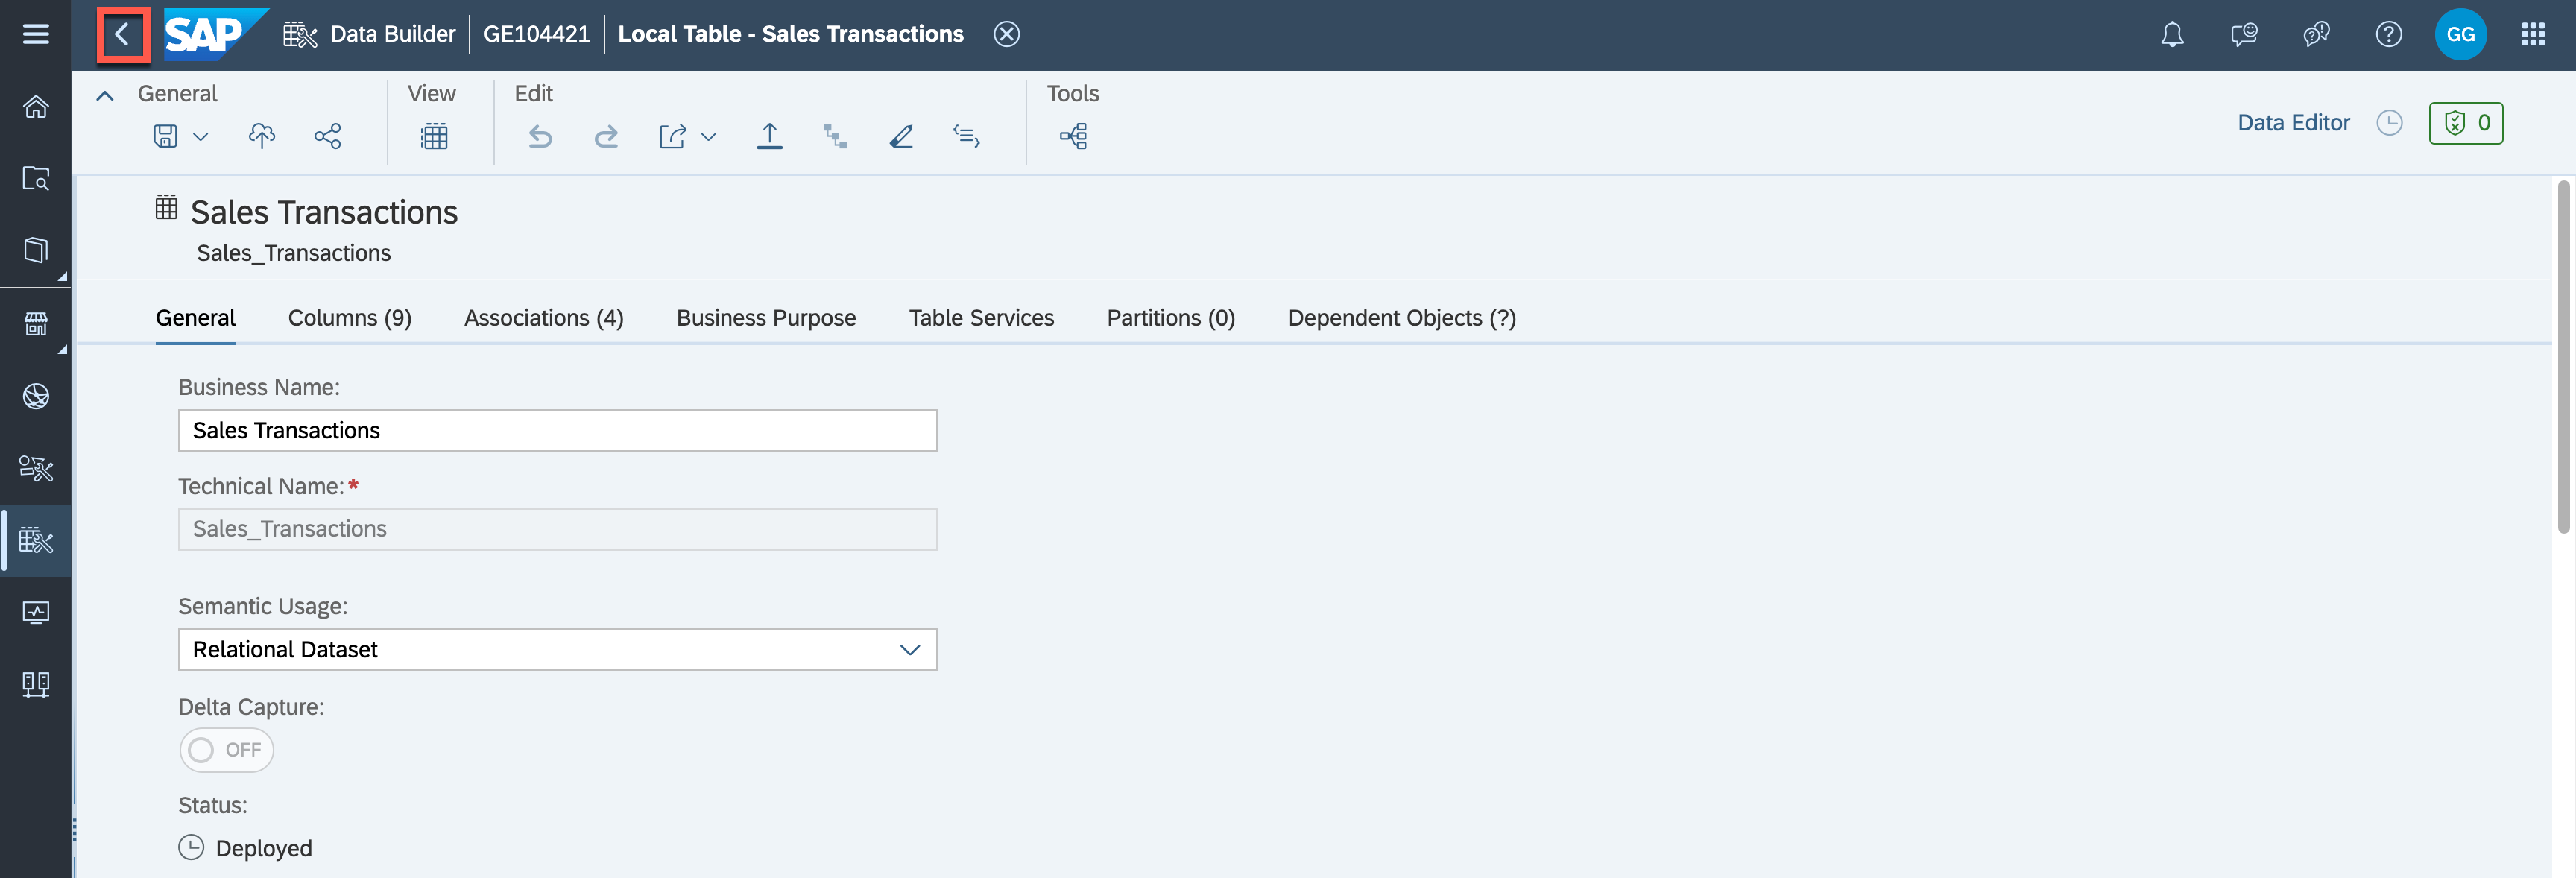 SAP Data Builder GE104421 Local Table - Sales Transactions GG
General View Edit Tools
Data Editor 0
Sales Transactions
Sales_Transactions
General Columns (9) Associations (4) Business Purpose Table Services Partitions (0) Dependent Objects (?)
Business Name:
Sales Transactions
Technical Name:*
Sales_Transactions
Semantic Usage:
Relational Dataset
Delta Capture:
OFF
Status:
Deployed